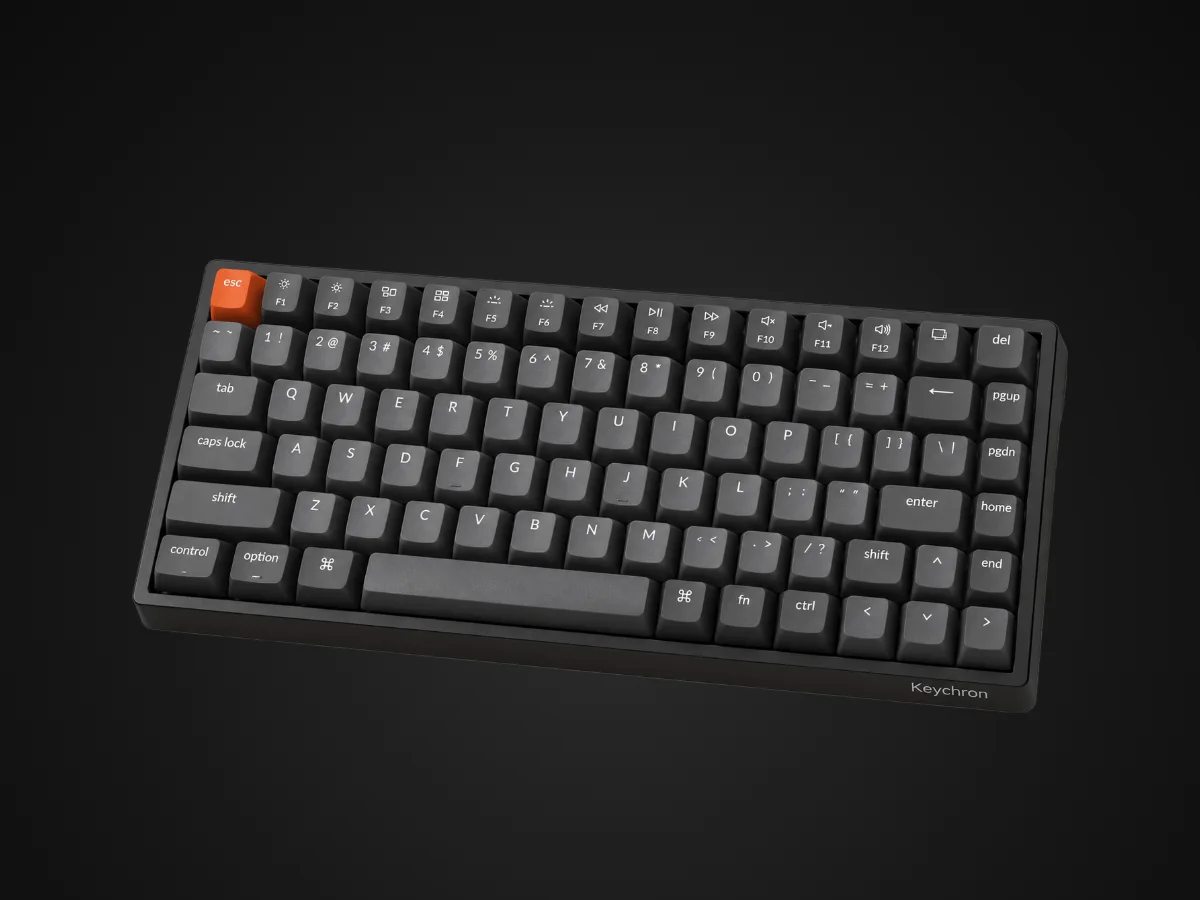 esc F1 F2 F3 F4 F5 F6 F7 F8 F9 F10 F11 F12 del
~ ~ 1 ! 2 @ 3 # 4 $ 5 % 6 ^ 7 & 8 * 9 ( 0 ) – – = + ← pgup
tab Q W E R T Y U I O P [ { ] } \ | pgdn
caps lock A S D F G H J K L ; : " " enter home
shift Z X C V B N M < < . > / ? shift ^ end
control option ⌘ ⌘ fn ctrl < ⌄ >
Keychron